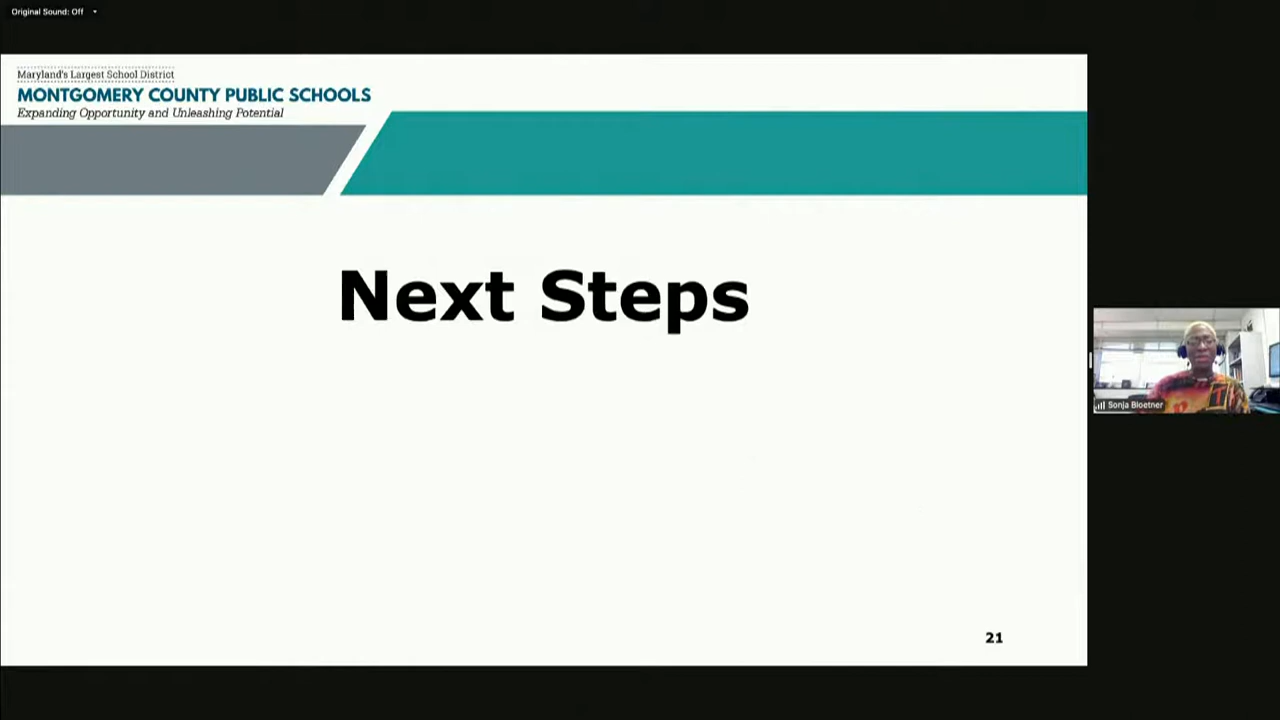 Original Sound: Off
Maryland's Largest School District
MONTGOMERY COUNTY PUBLIC SCHOOLS
Expanding Opportunity and Unleashing Potential
Next Steps
Sonja Bloetner
21